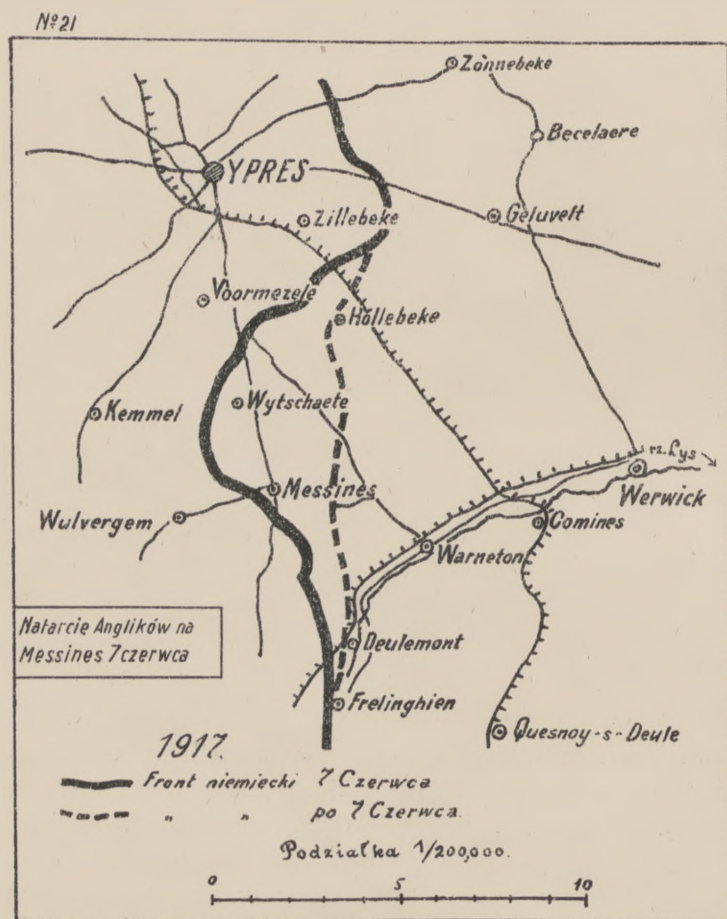 Nº 21
Zonnebeke
Becelaere
YPRES
Zillebeke
Geluvelt
Voormezele
Hollebeke
Kemmel
Wytschaete
rz. Lys
Messines
Werwick
Wulvergem
Comines
Warneton
Natarcie Anglików na
Messines 7 czerwca
Deulemont
Frelinghien
Quesnoy-s-Deule
1917.
Front niemiecki 7 Czerwca
" " po 7 Czerwca.
Podziałka 1/200,000.
0 5 10